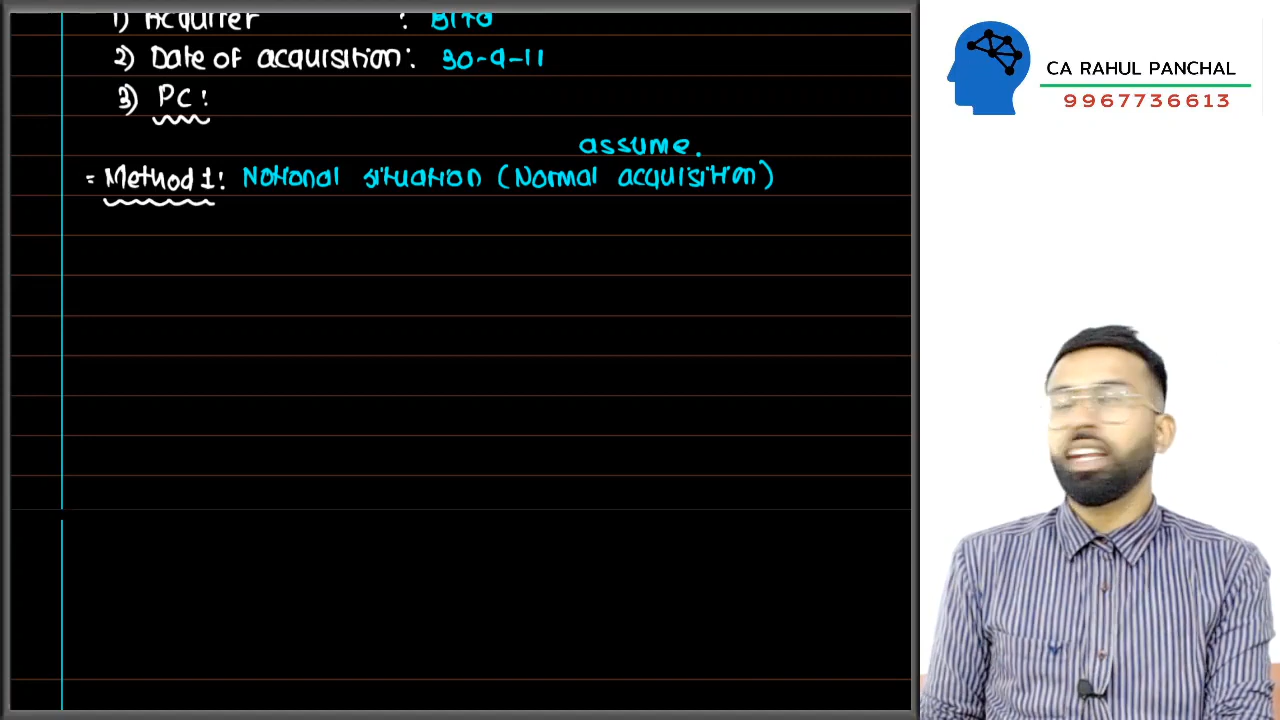 1) Acquirer :
2) Date of acquisition: 30-9-11
3) PC:
assume.
= Method 1: Notional situation (Normal acquisition)
CA RAHUL PANCHAL
9967736613